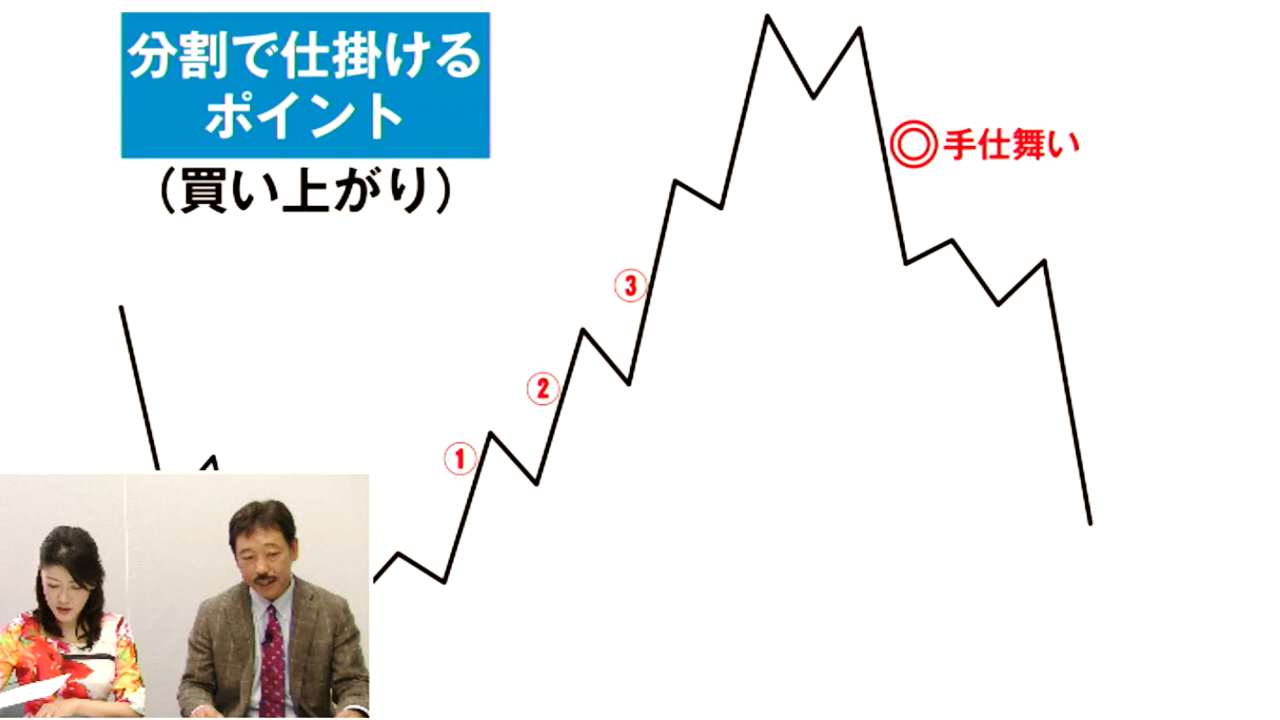 分割で仕掛ける
ポイント
（買い上がり）
◎手仕舞い
③
②
①